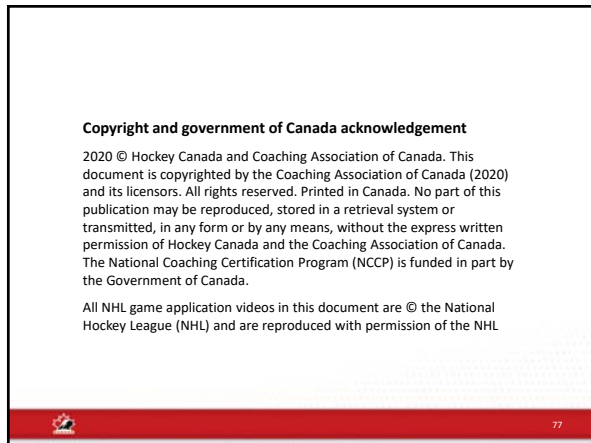 Copyright and government of Canada acknowledgement
2020 © Hockey Canada and Coaching Association of Canada. This
document is copyrighted by the Coaching Association of Canada (2020)
and its licensors. All rights reserved. Printed in Canada. No part of this
publication may be reproduced, stored in a retrieval system or
transmitted, in any form or by any means, without the express written
permission of Hockey Canada and the Coaching Association of Canada.
The National Coaching Certification Program (NCCP) is funded in part by
the Government of Canada.
All NHL game application videos in this document are © the National
Hockey League (NHL) and are reproduced with permission of the NHL
77